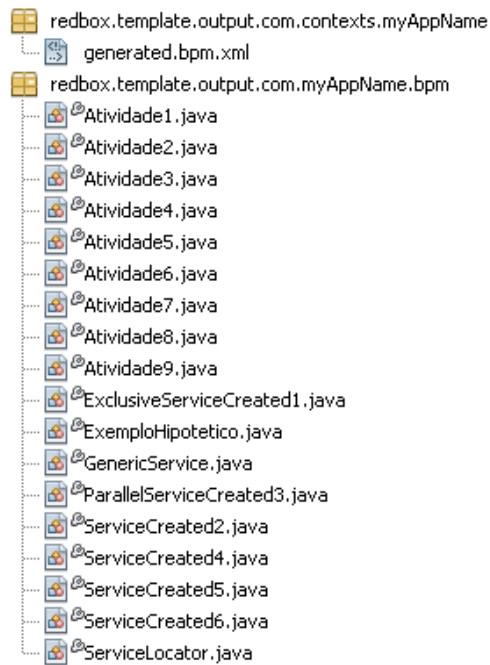 redbox.template.output.com.contexts.myAppName
generated.bpm.xml
redbox.template.output.com.myAppName.bpm
Atividade1.java
Atividade2.java
Atividade3.java
Atividade4.java
Atividade5.java
Atividade6.java
Atividade7.java
Atividade8.java
Atividade9.java
ExclusiveServiceCreated1.java
ExemploHipotetico.java
GenericService.java
ParallelServiceCreated3.java
ServiceCreated2.java
ServiceCreated4.java
ServiceCreated5.java
ServiceCreated6.java
ServiceLocator.java